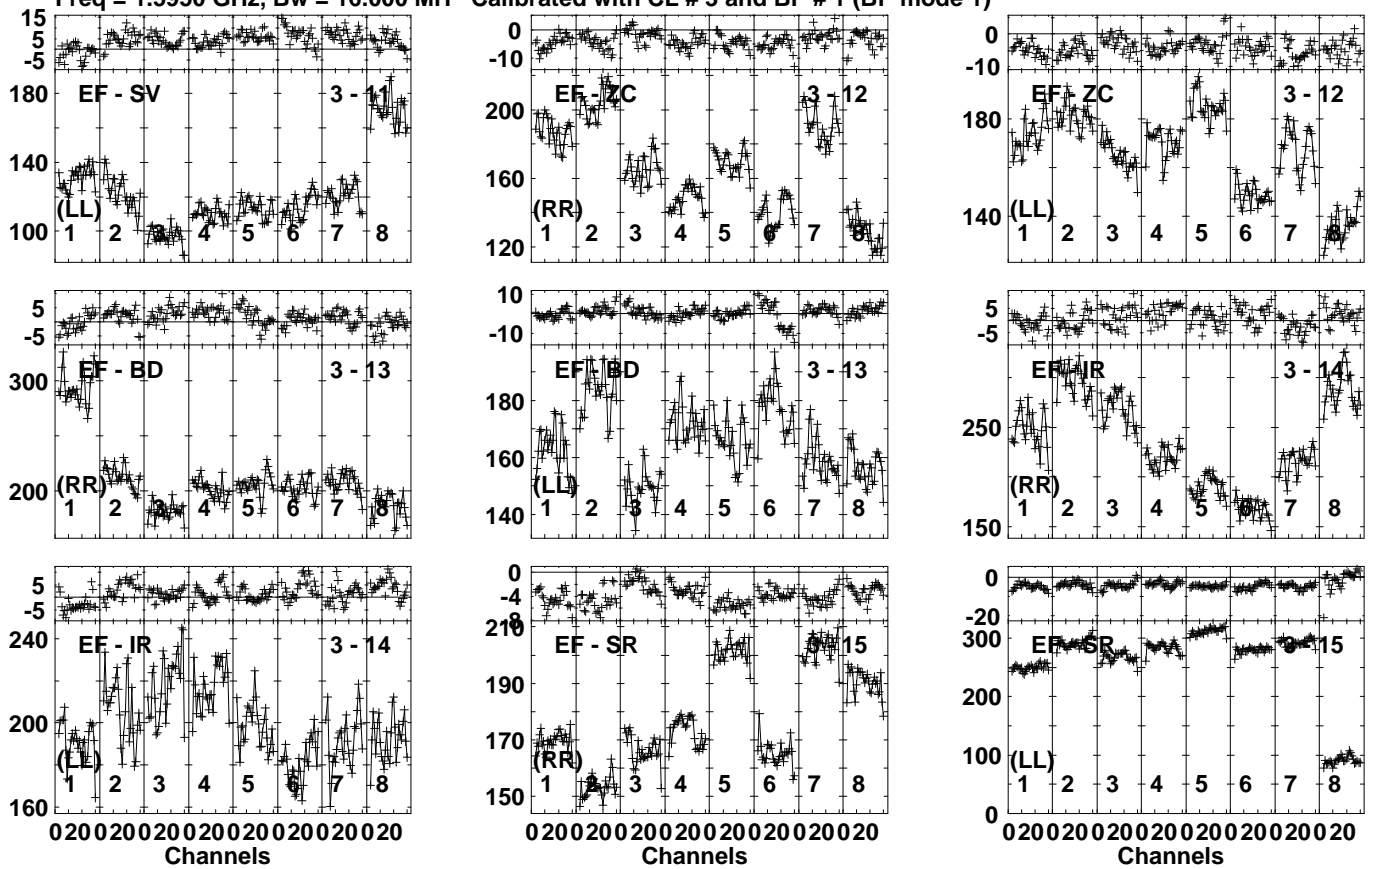 Freq = 1.5950 GHz, Bw = 16.000 MH Calibrated with CL # 3 and BP # 1 (BP mode 1)
15
5
-5
0
-10
0
-10
EF - SV 3 - 11
180
140
100
(LL)
1 2 3 4 5 6 7 8
EF - ZC 3 - 12
200
160
120
(RR)
1 2 3 4 5 6 7 8
EF - ZC 3 - 12
180
140
(LL)
1 2 3 4 5 6 7 8
5
-5
10
0
-10
5
-5
EF - BD 3 - 13
300
200
(RR)
1 2 3 4 5 6 7 8
EF - BD 3 - 13
180
160
140
(LL)
1 2 3 4 5 6 7 8
EF - IR 3 - 14
250
150
(RR)
1 2 3 4 5 6 7 8
5
-5
0
-4
-8
0
-20
EF - IR 3 - 14
240
200
160
(LL)
1 2 3 4 5 6 7 8
EF - SR 3 - 15
210
190
170
150
(RR)
1 2 3 4 5 6 7 8
EF - SR 3 - 15
300
200
100
0
(LL)
1 2 3 4 5 6 7 8
0 20 0 20 0 20 0 20 0 20 0 20 0 20 0 20
Channels
0 20 0 20 0 20 0 20 0 20 0 20 0 20 0 20
Channels
0 20 0 20 0 20 0 20 0 20 0 20 0 20 0 20
Channels